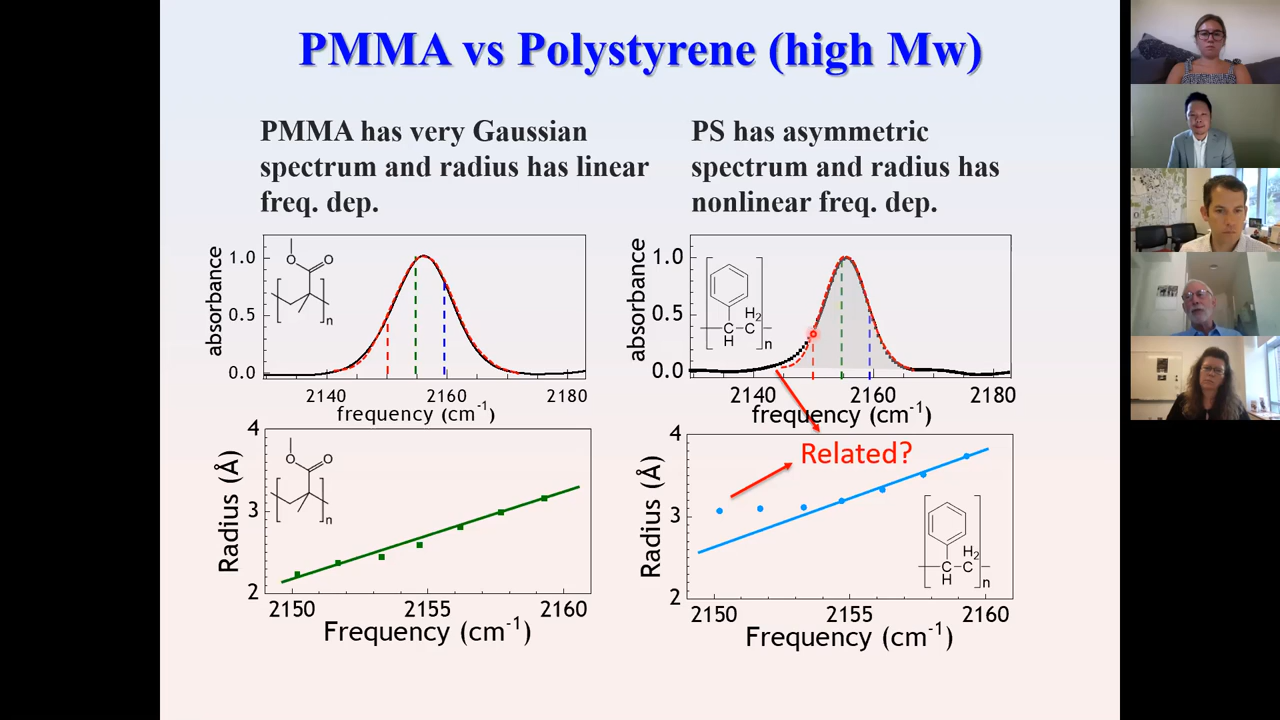 PMMA vs Polystyrene (high Mw)
PMMA has very Gaussian
spectrum and radius has linear
freq. dep.
PS has asymmetric
spectrum and radius has
nonlinear freq. dep.
absorbance
1.0
0.5
0.0
O
O
n
2140 2160 2180
frequency (cm-1)
absorbance
1.0
0.5
0.0
H2
C C
H
n
2140 2160 2180
frequency (cm-1)
Radius (Å)
4
3
2
O
O
n
2150 2155 2160
Frequency (cm-1)
Radius (Å)
4
3
2
Related?
H2
C C
H
n
2150 2155 2160
Frequency (cm-1)